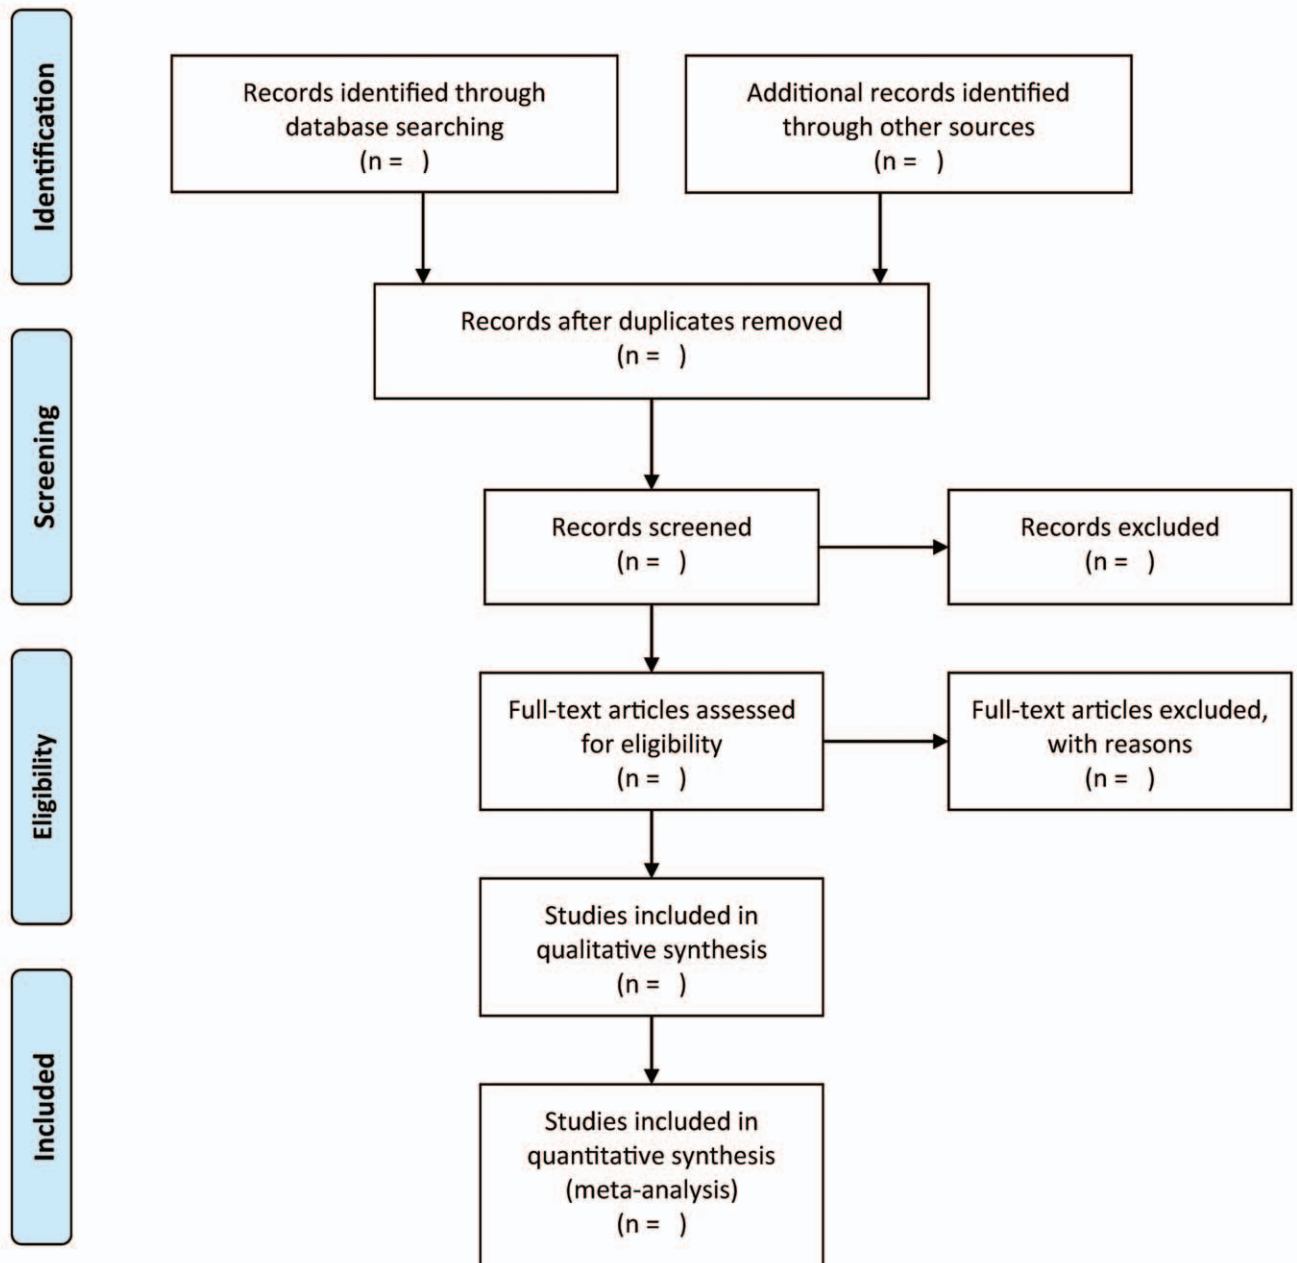 Identification
Records identified through
database searching
(n =   )
Additional records identified
through other sources
(n =   )
Records after duplicates removed
(n =   )
Screening
Records screened
(n =   )
Records excluded
(n =   )
Eligibility
Full-text articles assessed
for eligibility
(n =   )
Full-text articles excluded,
with reasons
(n =   )
Studies included in
qualitative synthesis
(n =   )
Included
Studies included in
quantitative synthesis
(meta-analysis)
(n =   )